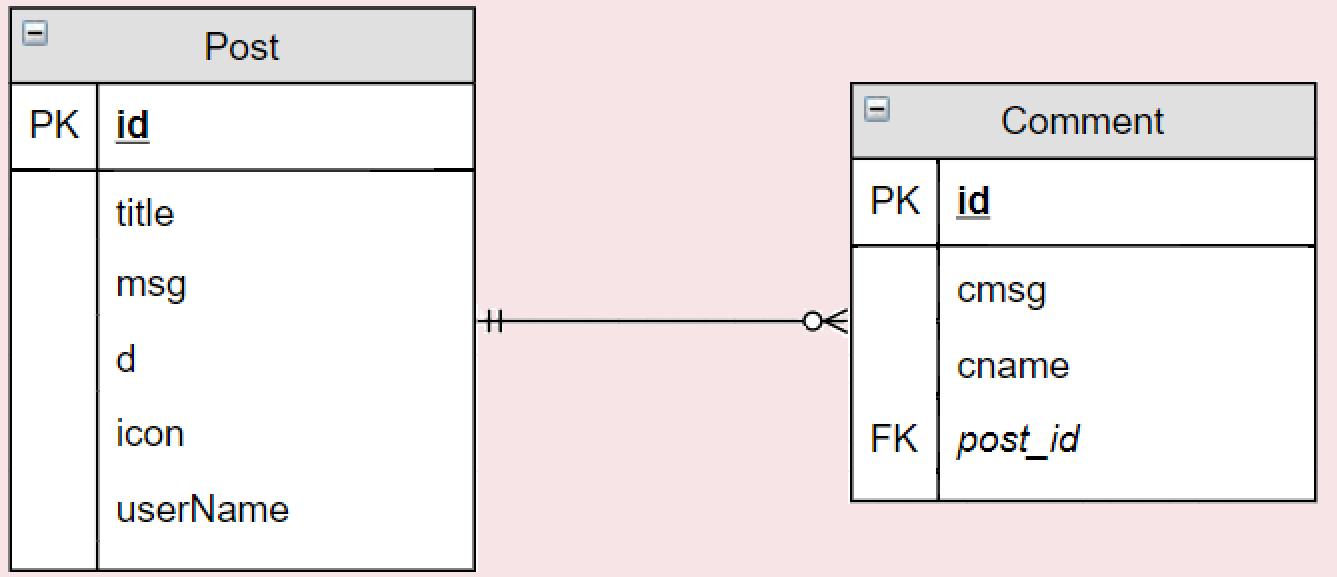 Post
PK id
title
msg
d
icon
userName
Comment
PK id
cmsg
cname
FK post_id